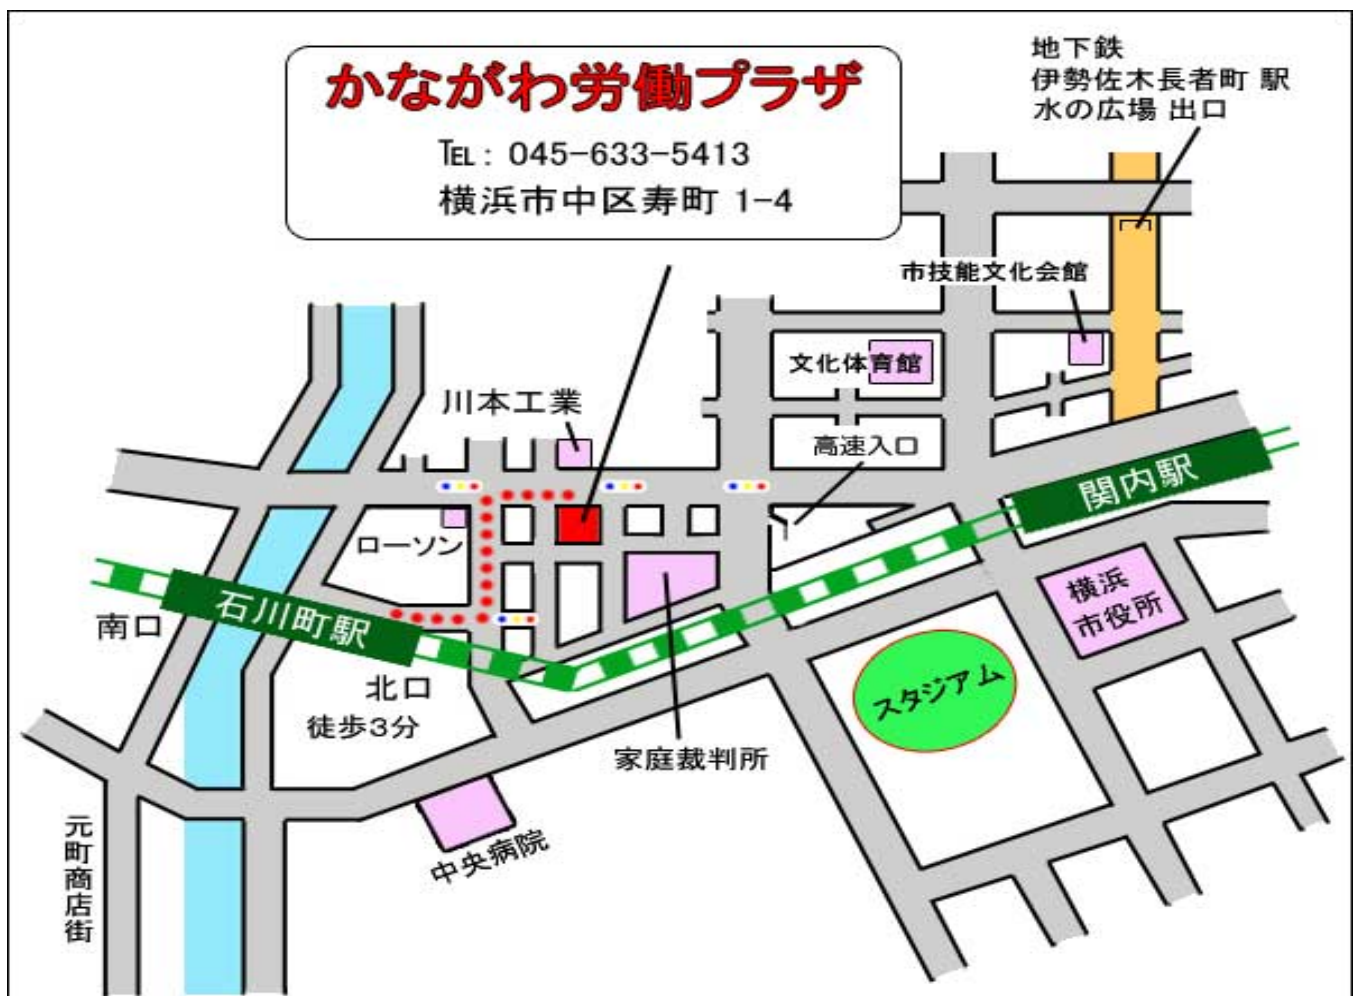 かながわ労働プラザ
℡： 045-633-5413
横浜市中区寿町 1-4
地下鉄
伊勢佐木長者町 駅
水の広場 出口
市技能文化会館
文化体育館
川本工業
高速入口
関内駅
ローソン
石川町駅
南口
北口
徒歩3分
横浜
市役所
スタジアム
家庭裁判所
中央病院
元町商店街